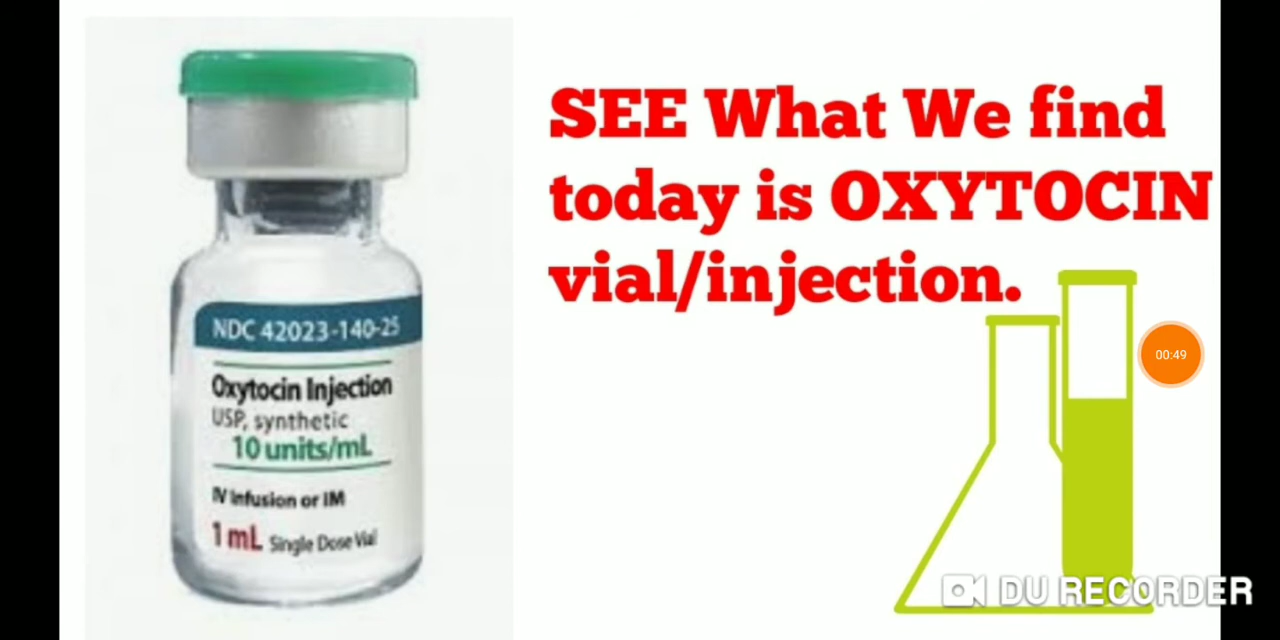 NDC 42023-140-25
Oxytocin Injection
USP, synthetic
10 units/mL
IV Infusion or IM
1 mL Single Dose Vial
SEE What We find
today is OXYTOCIN
vial/injection.
00:49
DU RECORDER